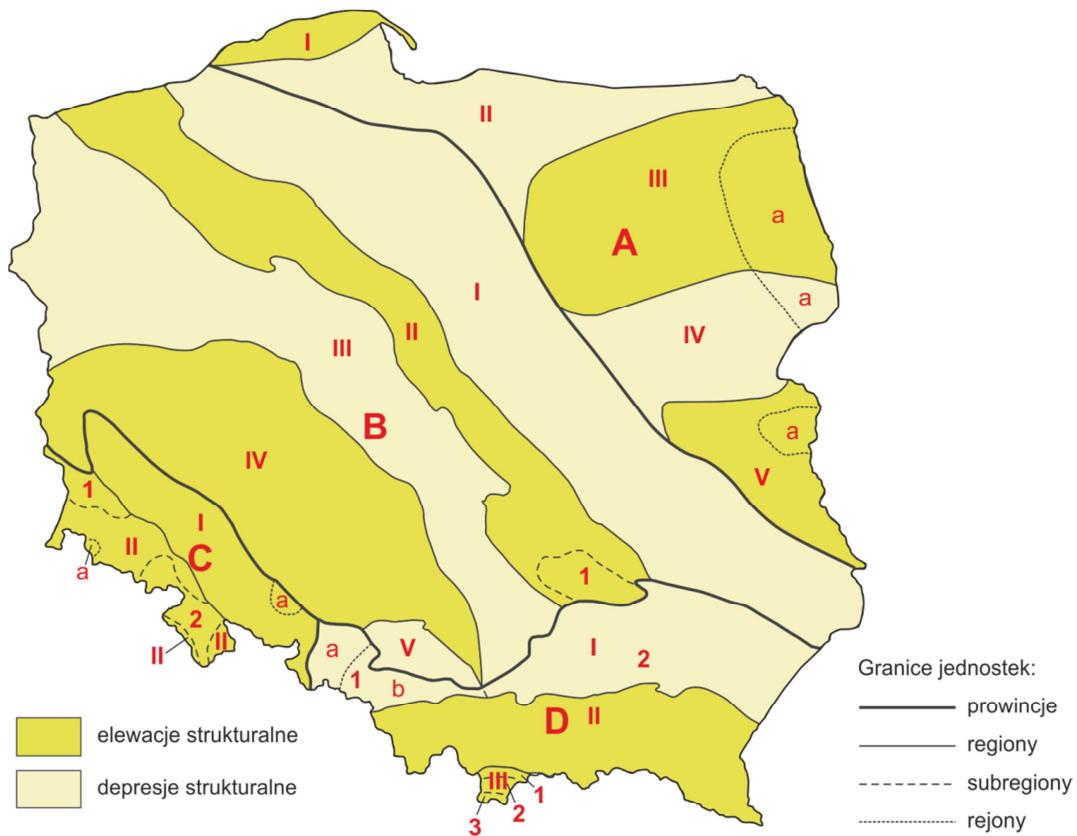 I
II
III
A
a
a
I
IV
II
III
B
a
IV
V
1
I
II
C
a
1
a
2
II
II
V
a
I
2
1
b
D
II
III
1
2
3
elewacje strukturalne
depresje strukturalne
Granice jednostek:
prowincje
regiony
subregiony
rejony